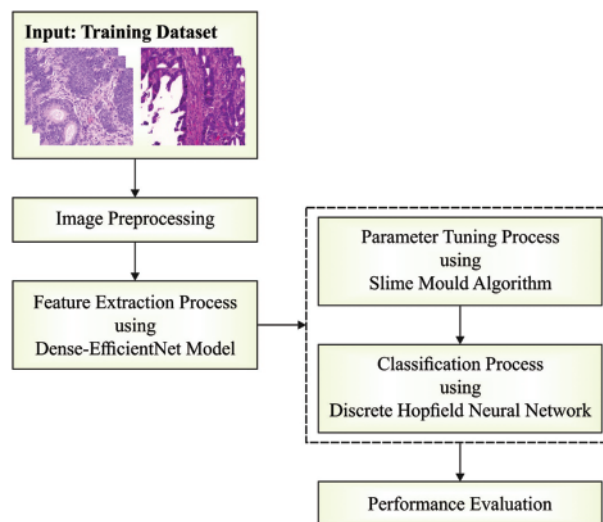 Input: Training Dataset
Image Preprocessing
Feature Extraction Process
using
Dense-EfficientNet Model
Parameter Tuning Process
using
Slime Mould Algorithm
Classification Process
using
Discrete Hopfield Neural Network
Performance Evaluation